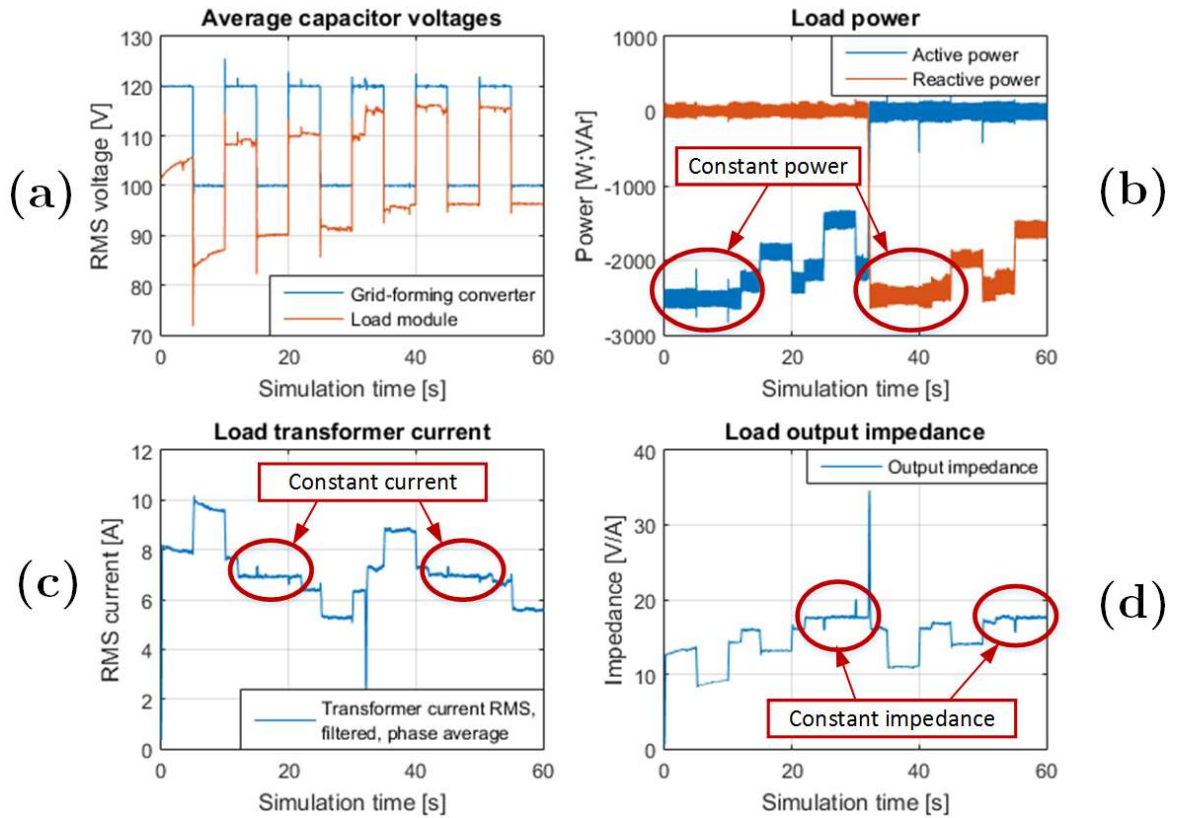 Average capacitor voltages
130
120
110
100
90
80
70
RMS voltage [V]
Grid-forming converter
Load module
0
20
40
60
Simulation time [s]
(a)
Load power
1000
0
-1000
-2000
-3000
Power [W;VAr]
Active power
Reactive power
Constant power
0
20
40
60
Simulation time [s]
(b)
Load transformer current
12
10
8
6
4
2
0
RMS current [A]
Constant current
Transformer current RMS,
filtered, phase average
0
20
40
60
Simulation time [s]
(c)
Load output impedance
40
30
20
10
0
Impedance [V/A]
Output impedance
Constant impedance
0
20
40
60
Simulation time [s]
(d)